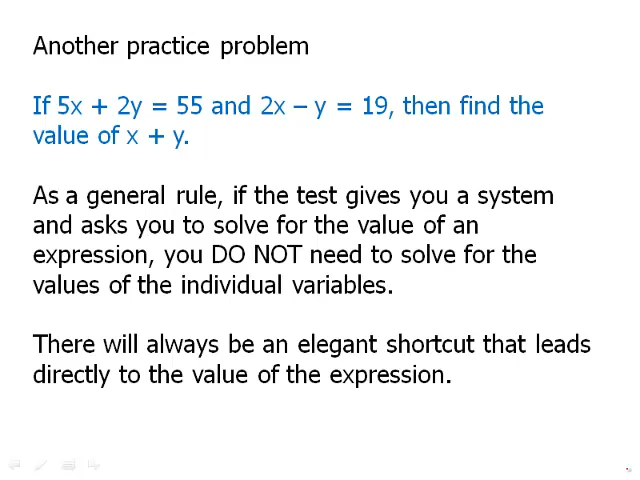 Another practice problem
If 5x + 2y = 55 and 2x – y = 19, then find the
value of x + y.
As a general rule, if the test gives you a system
and asks you to solve for the value of an
expression, you DO NOT need to solve for the
values of the individual variables.
There will always be an elegant shortcut that leads
directly to the value of the expression.